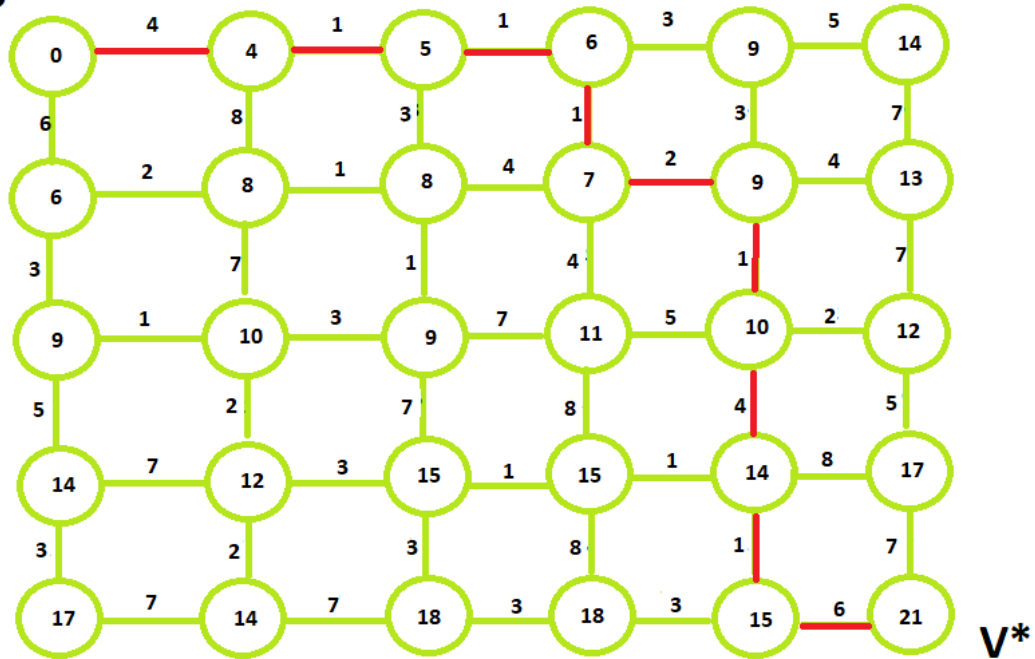 4 1 1 3 5
0 4 5 6 9 14
6 8 3 1 3 7
2 1 4 2 4
6 8 8 7 9 13
3 7 1 4 1 7
1 3 7 5 2
9 10 9 11 10 12
5 2 7 8 4 5
7 3 1 1 8
14 12 15 15 14 17
3 2 3 8 1 7
7 7 3 3 6
17 14 18 18 15 21
V*